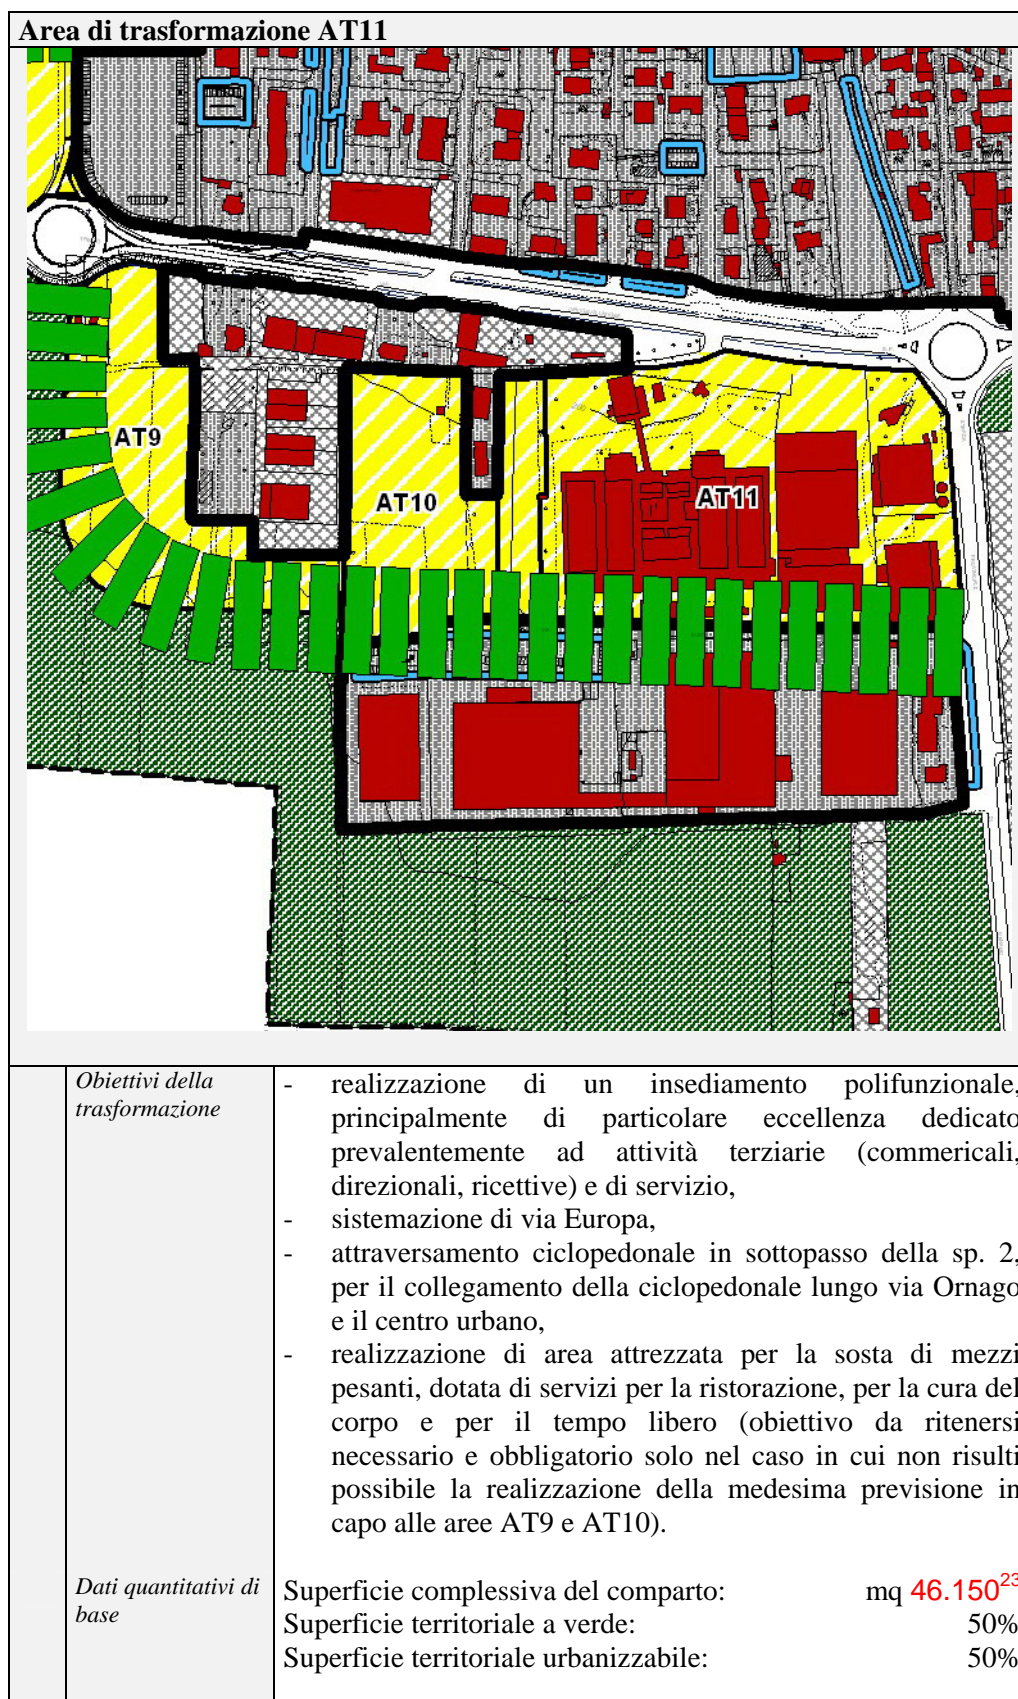 Area di trasformazione AT11
AT9
AT10
AT11
Obiettivi della
trasformazione
- realizzazione di un insediamento polifunzionale,
principalmente di particolare eccellenza dedicato
prevalentemente ad attività terziarie (commericali,
direzionali, ricettive) e di servizio,
- sistemazione di via Europa,
- attraversamento ciclopedonale in sottopasso della sp. 2,
per il collegamento della ciclopedonale lungo via Ornago
e il centro urbano,
- realizzazione di area attrezzata per la sosta di mezzi
pesanti, dotata di servizi per la ristorazione, per la cura del
corpo e per il tempo libero (obiettivo da ritenersi
necessario e obbligatorio solo nel caso in cui non risulti
possibile la realizzazione della medesima previsione in
capo alle aree AT9 e AT10).
Dati quantitativi di
base
Superficie complessiva del comparto: mq 46.150²³
Superficie territoriale a verde: 50%
Superficie territoriale urbanizzabile: 50%